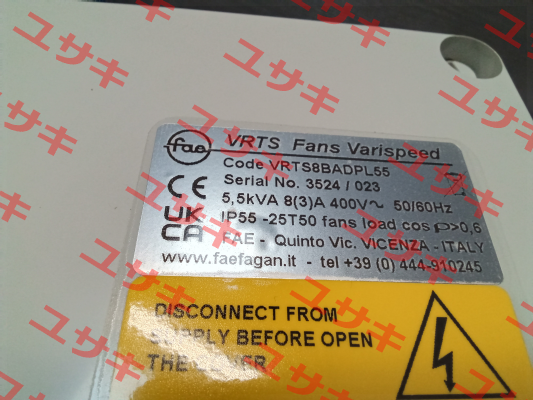 fae
VRTS Fans Varispeed
Code VRTS8BADPL55
Serial No. 3524 / 023
5,5kVA 8(3)A 400V~ 50/60Hz
IP55 -25T50 fans load cos φ>0,6
FAE - Quinto Vic. VICENZA - ITALY
www.faefagan.it - tel +39 (0) 444-910245
CE
UK
CA
DISCONNECT FROM
SUPPLY BEFORE OPEN
THE COVER
ユサキ